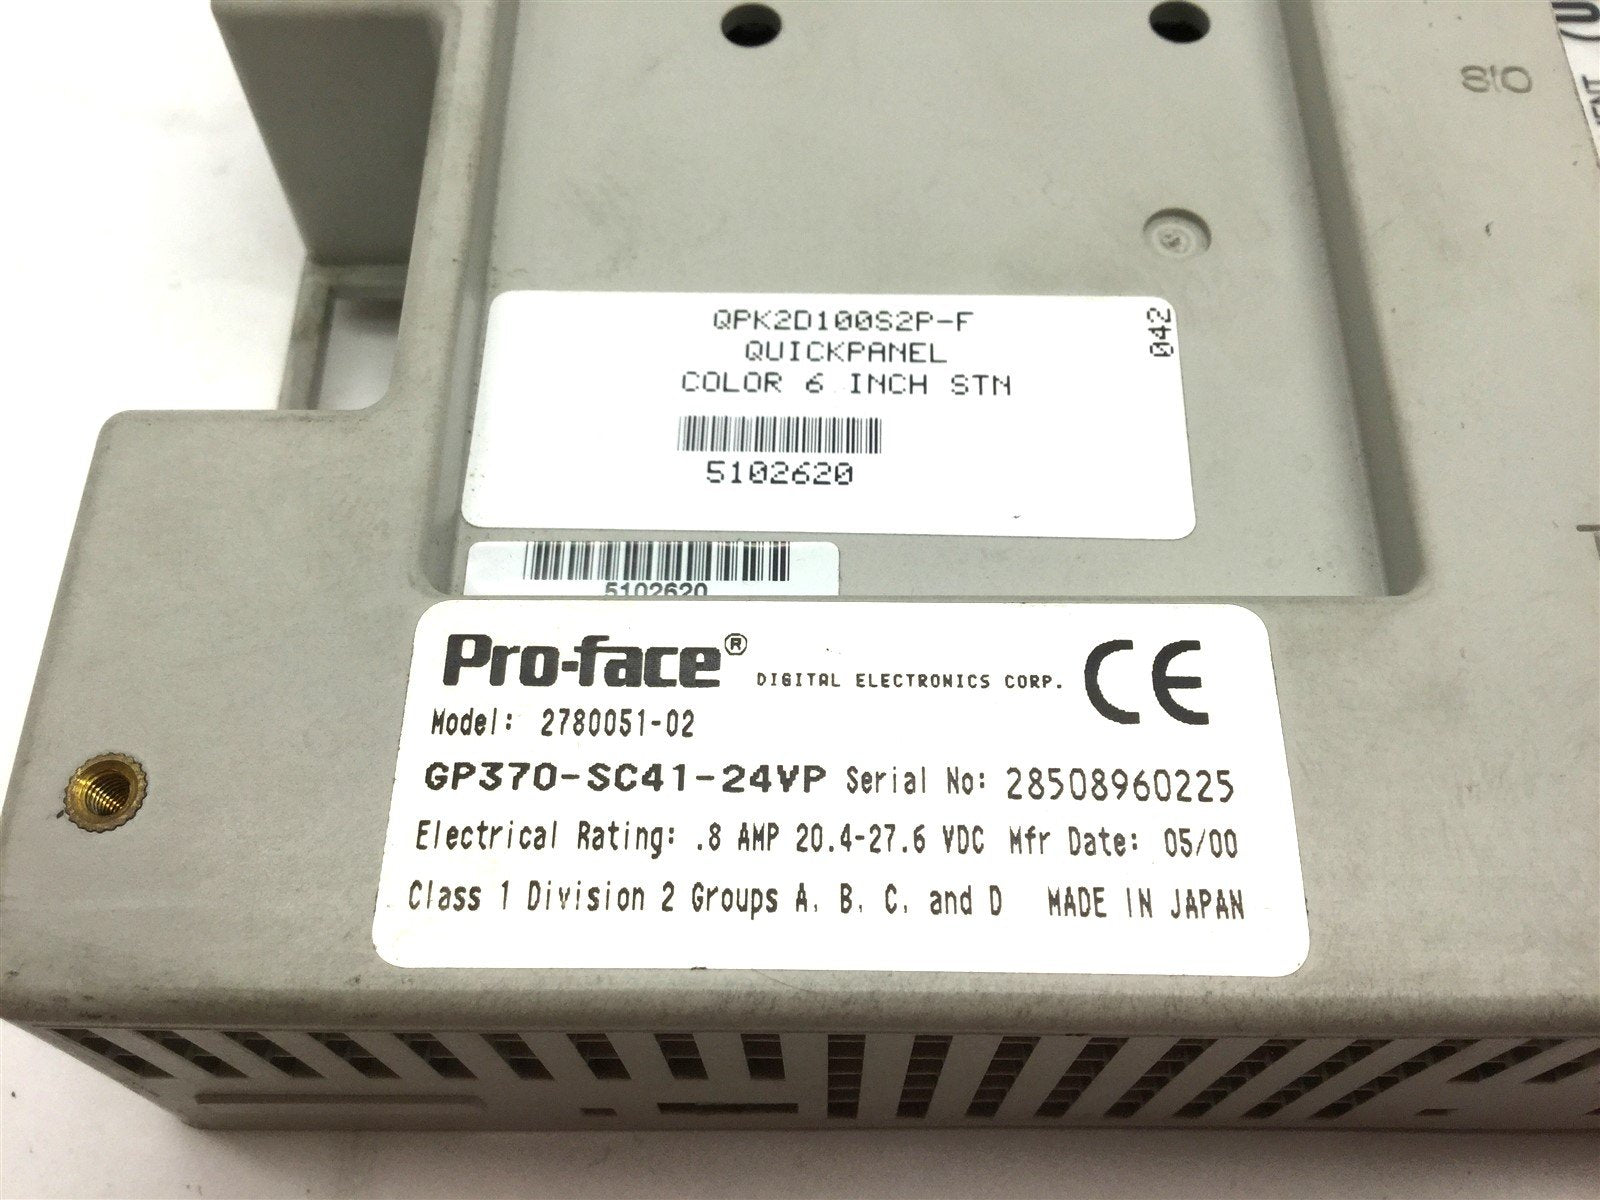 SIO
QPK2D100S2P-F
QUICKPANEL
COLOR 6 INCH STN
042
5102620
5102620
Pro-face® DIGITAL ELECTRONICS CORP. CE
Model: 2780051-02
GP370-SC41-24VP Serial No: 28508960225
Electrical Rating: .8 AMP 20.4-27.6 VDC Mfr Date: 05/00
Class 1 Division 2 Groups A, B, C, and D MADE IN JAPAN